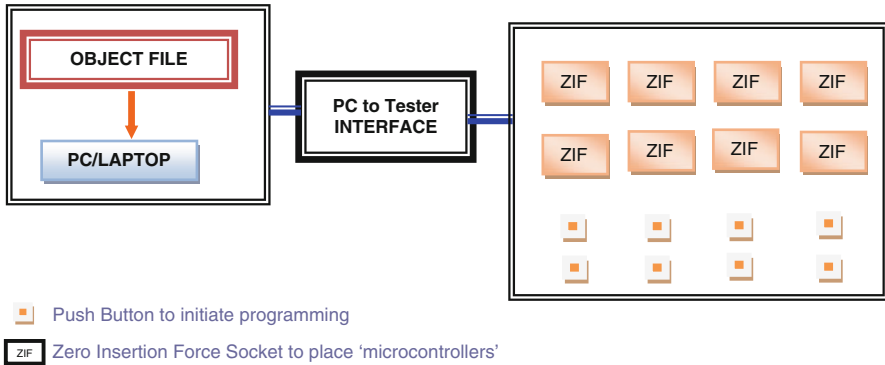 OBJECT FILE
PC/LAPTOP
PC to Tester
INTERFACE
ZIF ZIF ZIF ZIF
ZIF ZIF ZIF ZIF
Push Button to initiate programming
ZIF Zero Insertion Force Socket to place ‘microcontrollers’